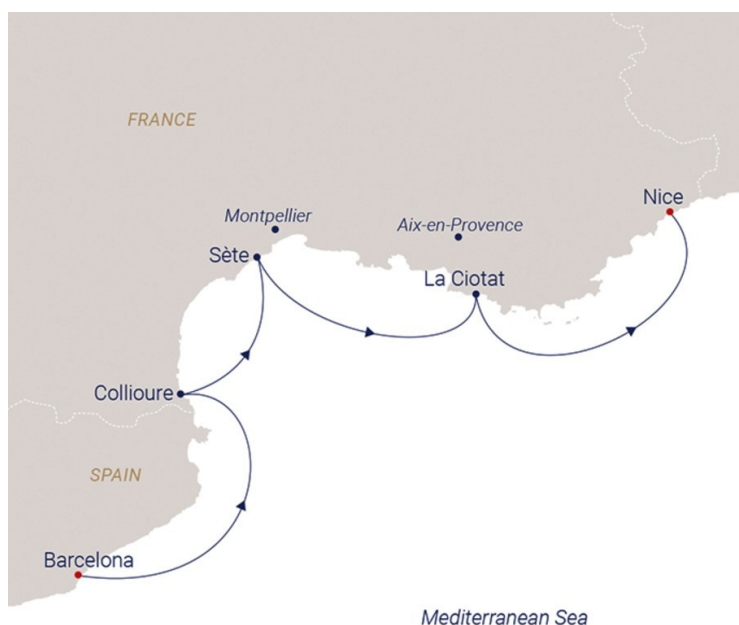 FRANCE
Nice
Montpellier
Aix-en-Provence
Sète
La Ciotat
Collioure
SPAIN
Barcelona
Mediterranean Sea